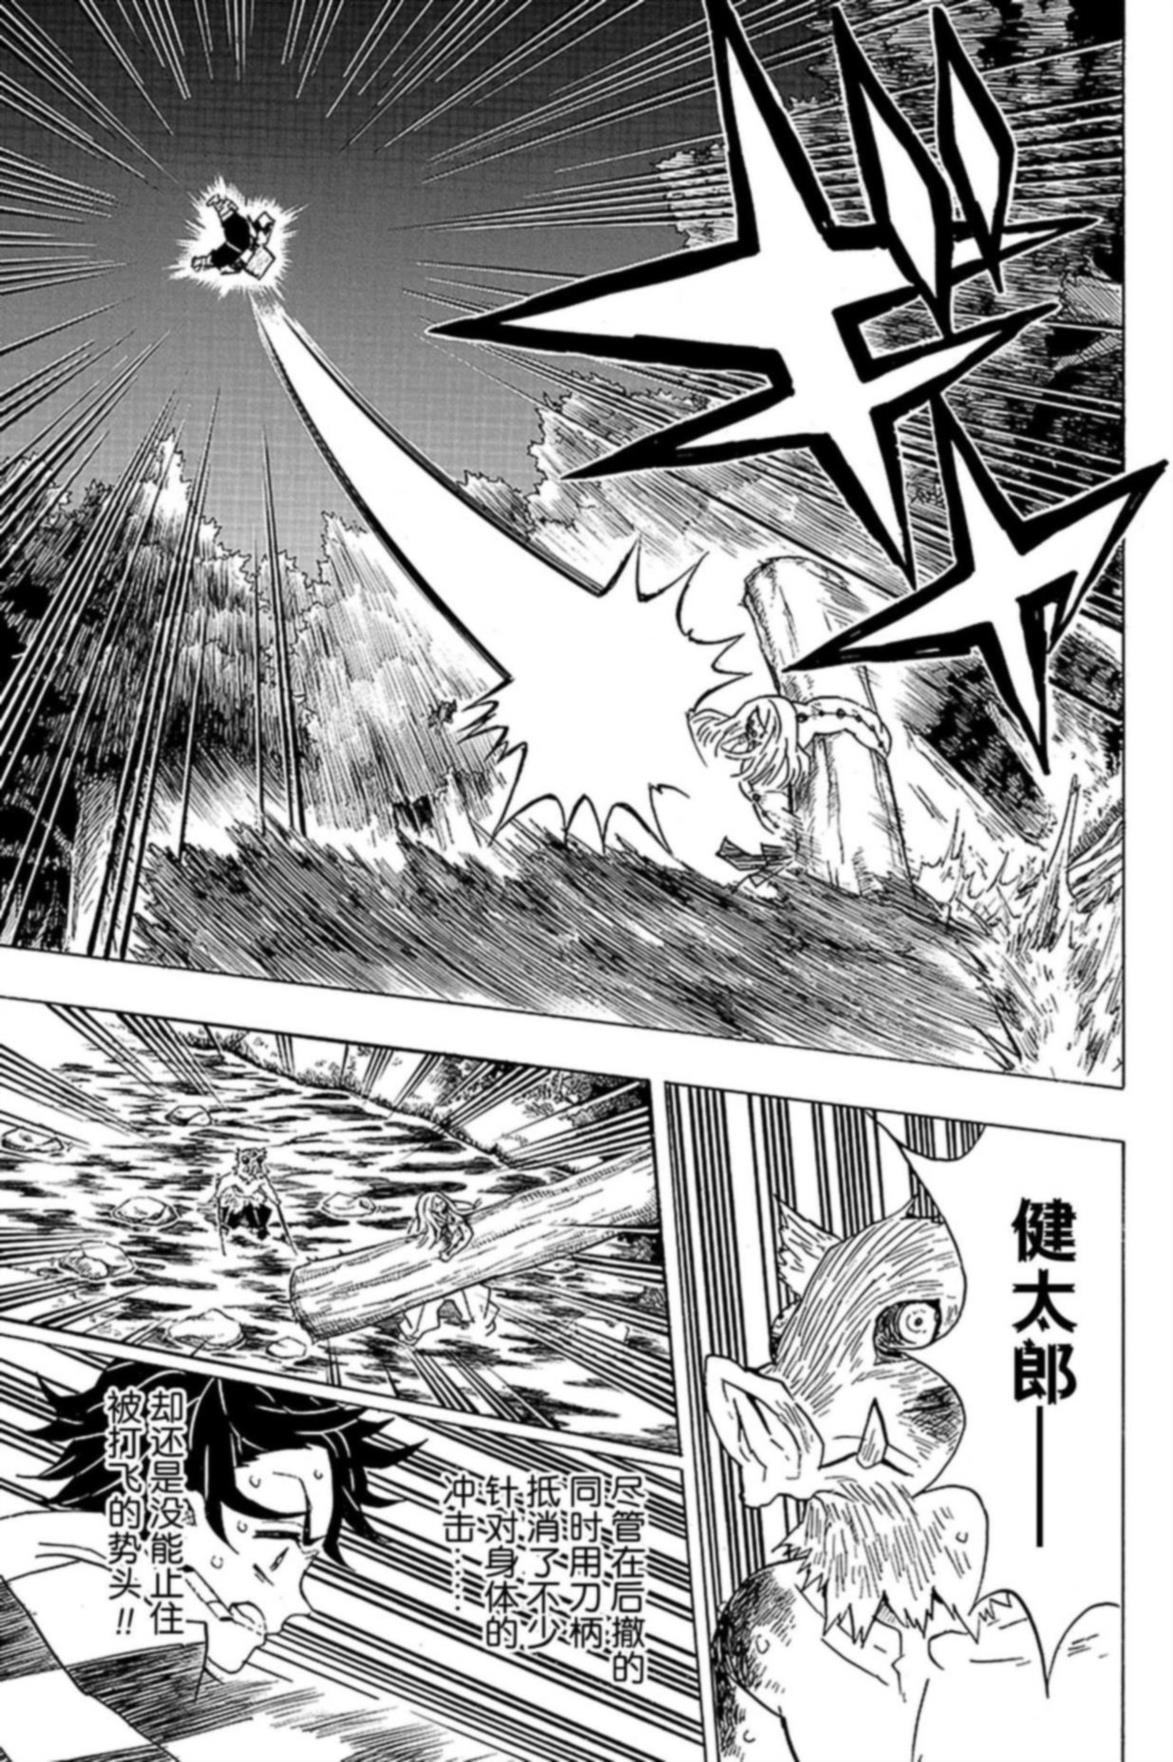 健太郎——
尽管在后撤的
同时用刀柄
抵消了不少
针对身体的
冲击……
却还是没能止住
被打飞的势头!!